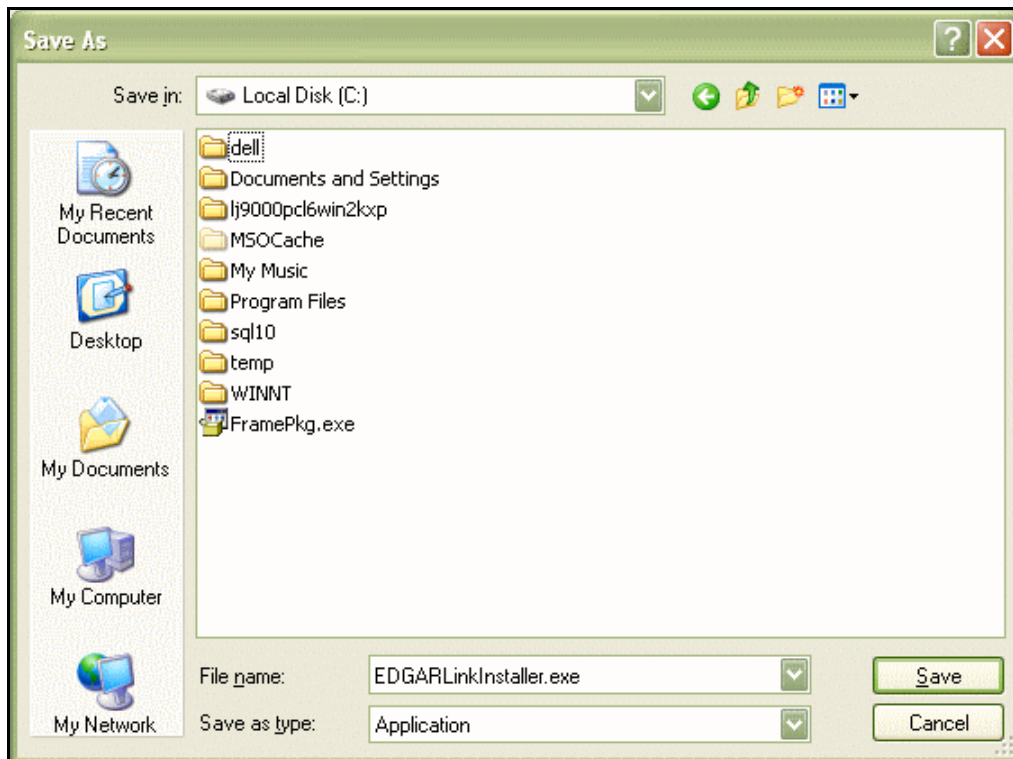 Save As
?
Save in:
Local Disk (C:)
dell
Documents and Settings
lj9000pcl6win2kxp
MSOCache
My Music
Program Files
sql10
temp
WINNT
FramePkg.exe
My Recent
Documents
Desktop
My Documents
My Computer
My Network
File name:
EDGARLinkInstaller.exe
Save
Save as type:
Application
Cancel